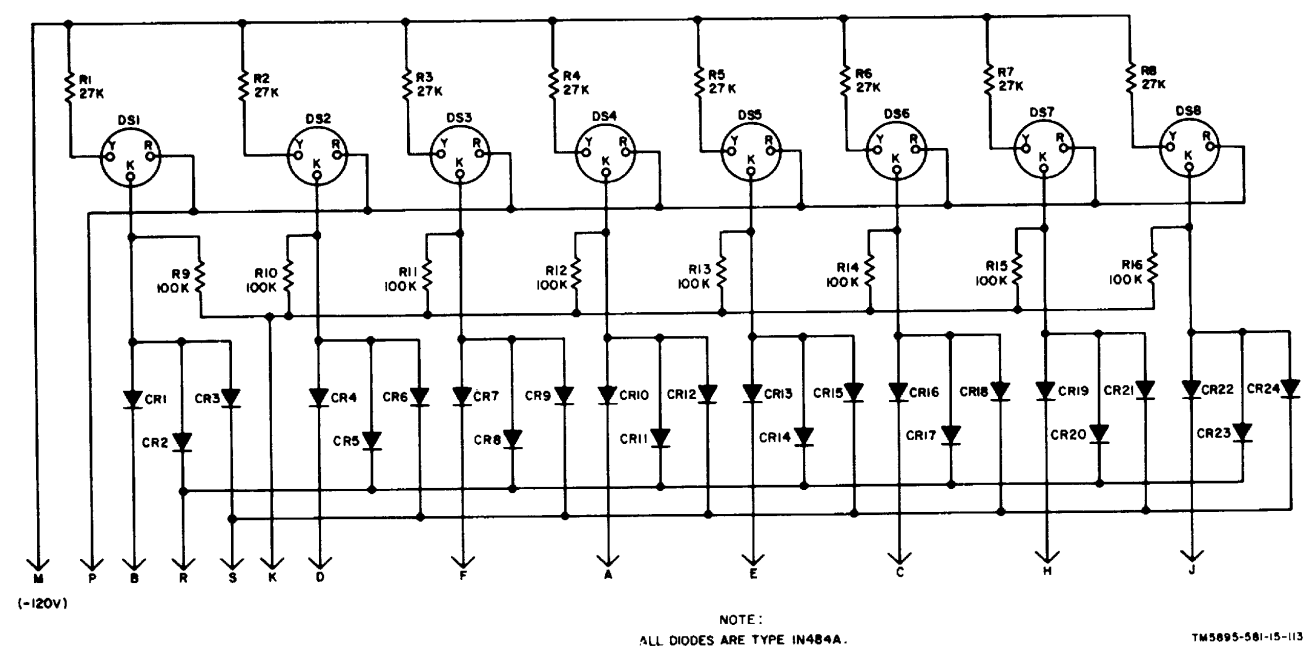 R1 27K
R2 27K
R3 27K
R4 27K
R5 27K
R6 27K
R7 27K
R8 27K
DS1
DS2
DS3
DS4
DS5
DS6
DS7
DS8
Y R K
Y R K
Y R K
Y R K
Y R K
Y R K
Y R K
Y R K
R9 100K
R10 100K
R11 100K
R12 100K
R13 100K
R14 100K
R15 100K
R16 100K
CR1
CR3
CR4
CR6
CR7
CR9
CR10
CR12
CR13
CR15
CR16
CR18
CR19
CR21
CR22
CR24
CR2
CR5
CR8
CR11
CR14
CR17
CR20
CR23
M P B R S K D F A E C H J
(-120V)
NOTE:
ALL DIODES ARE TYPE IN484A.
TM5895-581-15-113